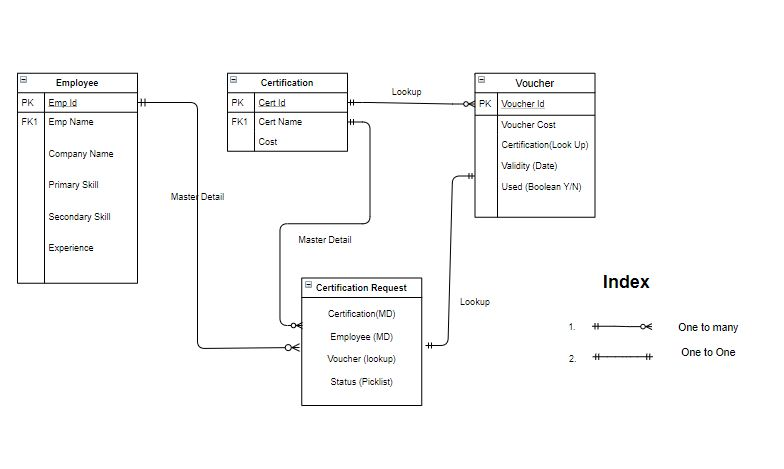 Employee
PK Emp Id
FK1 Emp Name
Company Name
Primary Skill
Secondary Skill
Experience
Certification
PK Cert Id
FK1 Cert Name
Cost
Lookup
Voucher
PK Voucher Id
Voucher Cost
Certification(Look Up)
Validity (Date)
Used (Boolean Y/N)
Master Detail
Master Detail
Certification Request
Certification(MD)
Employee (MD)
Voucher (lookup)
Status (Picklist)
Lookup
Index
1. One to many
2. One to One